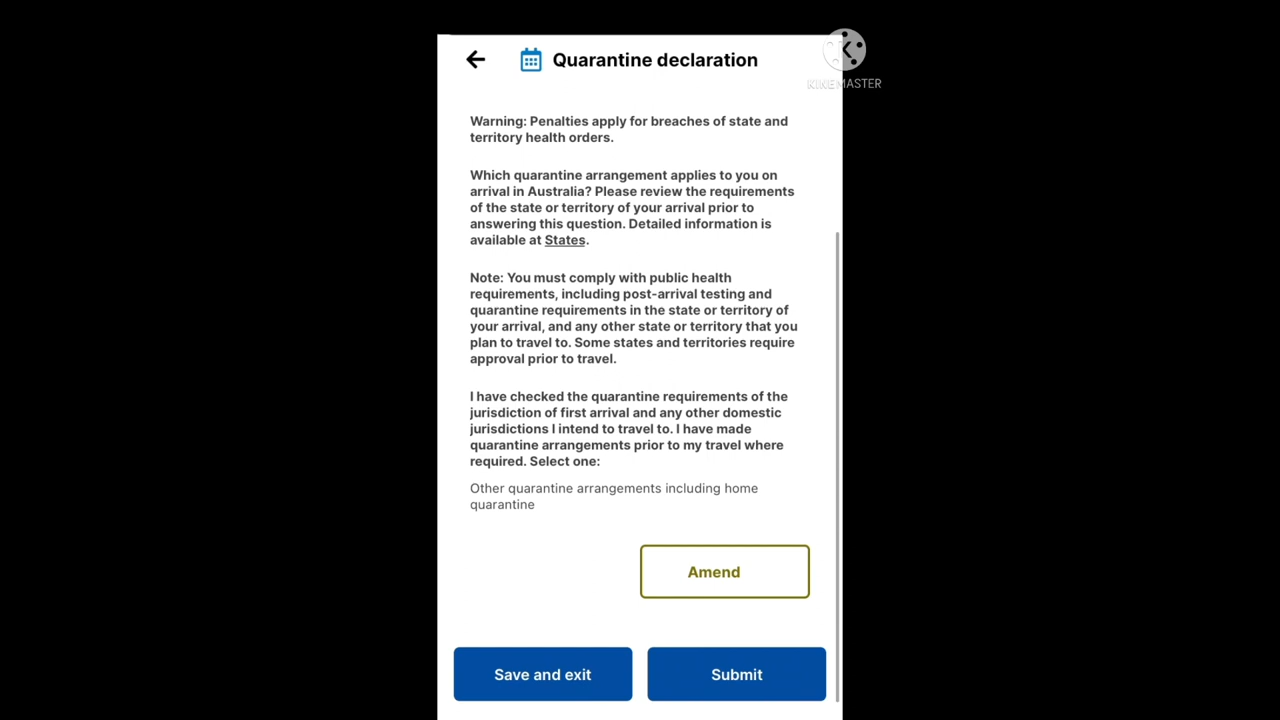 Quarantine declaration
KINEMASTER
Warning: Penalties apply for breaches of state and
territory health orders.
Which quarantine arrangement applies to you on
arrival in Australia? Please review the requirements
of the state or territory of your arrival prior to
answering this question. Detailed information is
available at States.
Note: You must comply with public health
requirements, including post-arrival testing and
quarantine requirements in the state or territory of
your arrival, and any other state or territory that you
plan to travel to. Some states and territories require
approval prior to travel.
I have checked the quarantine requirements of the
jurisdiction of first arrival and any other domestic
jurisdictions I intend to travel to. I have made
quarantine arrangements prior to my travel where
required. Select one:
Other quarantine arrangements including home
quarantine
Amend
Save and exit
Submit